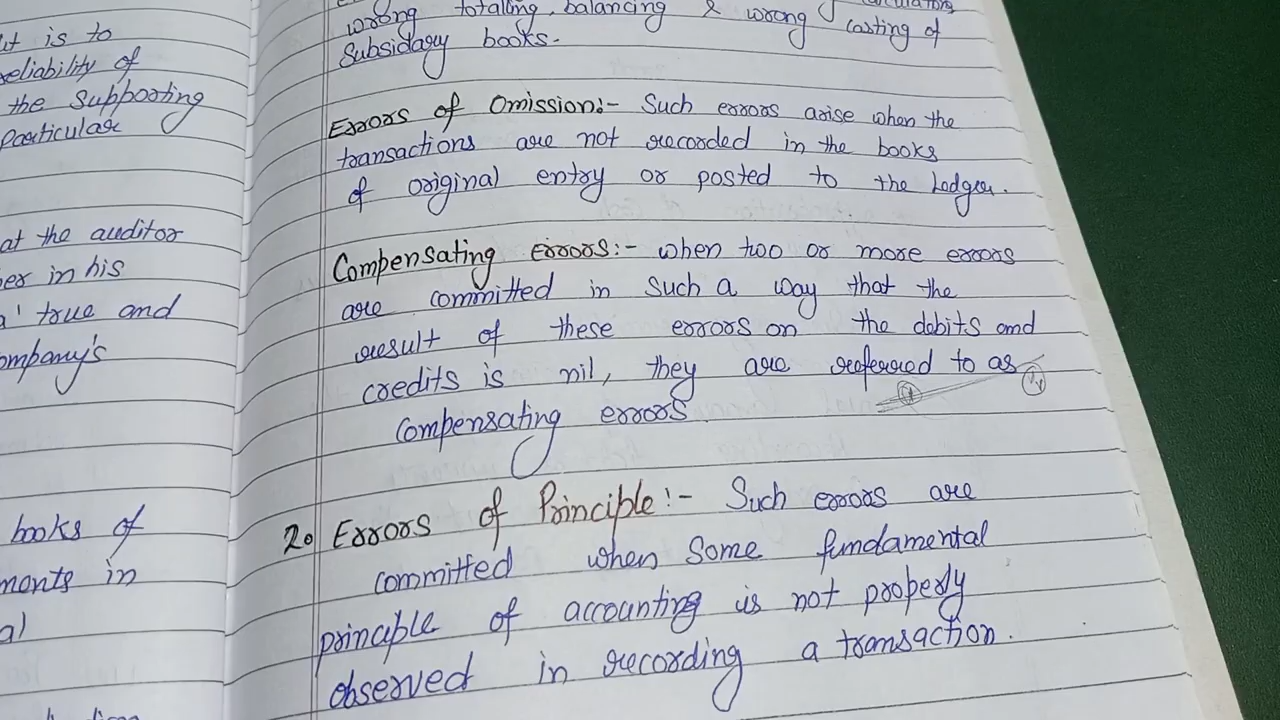 it is to
reliability of
the supporting
Particular
at the auditor
in his
true and
ompany's
books of
ments in
wrong totalling, balancing & wrong casting of
Subsidary books.
Errors of Omission:- Such errors arise when the
transactions are not recorded in the books
of original entry or posted to the Ledger.
Compensating Errors:- when two or more errors
are committed in such a way that the
result of these errors on the debits and
credits is nil, they are referred to as
Compensating errors.
2. Errors of Principle:- Such errors are
committed when some fundamental
principle of accounting is not properly
observed in recording a transaction.